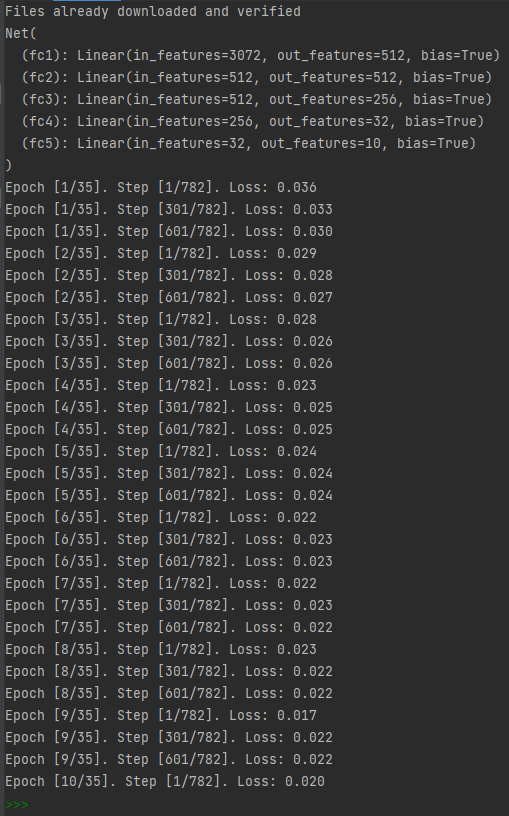 Files already downloaded and verified
Net(
  (fc1): Linear(in_features=3072, out_features=512, bias=True)
  (fc2): Linear(in_features=512, out_features=512, bias=True)
  (fc3): Linear(in_features=512, out_features=256, bias=True)
  (fc4): Linear(in_features=256, out_features=32, bias=True)
  (fc5): Linear(in_features=32, out_features=10, bias=True)
)
Epoch [1/35]. Step [1/782]. Loss: 0.036
Epoch [1/35]. Step [301/782]. Loss: 0.033
Epoch [1/35]. Step [601/782]. Loss: 0.030
Epoch [2/35]. Step [1/782]. Loss: 0.029
Epoch [2/35]. Step [301/782]. Loss: 0.028
Epoch [2/35]. Step [601/782]. Loss: 0.027
Epoch [3/35]. Step [1/782]. Loss: 0.028
Epoch [3/35]. Step [301/782]. Loss: 0.026
Epoch [3/35]. Step [601/782]. Loss: 0.026
Epoch [4/35]. Step [1/782]. Loss: 0.023
Epoch [4/35]. Step [301/782]. Loss: 0.025
Epoch [4/35]. Step [601/782]. Loss: 0.025
Epoch [5/35]. Step [1/782]. Loss: 0.024
Epoch [5/35]. Step [301/782]. Loss: 0.024
Epoch [5/35]. Step [601/782]. Loss: 0.024
Epoch [6/35]. Step [1/782]. Loss: 0.022
Epoch [6/35]. Step [301/782]. Loss: 0.023
Epoch [6/35]. Step [601/782]. Loss: 0.023
Epoch [7/35]. Step [1/782]. Loss: 0.022
Epoch [7/35]. Step [301/782]. Loss: 0.023
Epoch [7/35]. Step [601/782]. Loss: 0.022
Epoch [8/35]. Step [1/782]. Loss: 0.023
Epoch [8/35]. Step [301/782]. Loss: 0.022
Epoch [8/35]. Step [601/782]. Loss: 0.022
Epoch [9/35]. Step [1/782]. Loss: 0.017
Epoch [9/35]. Step [301/782]. Loss: 0.022
Epoch [9/35]. Step [601/782]. Loss: 0.022
Epoch [10/35]. Step [1/782]. Loss: 0.020
>>>